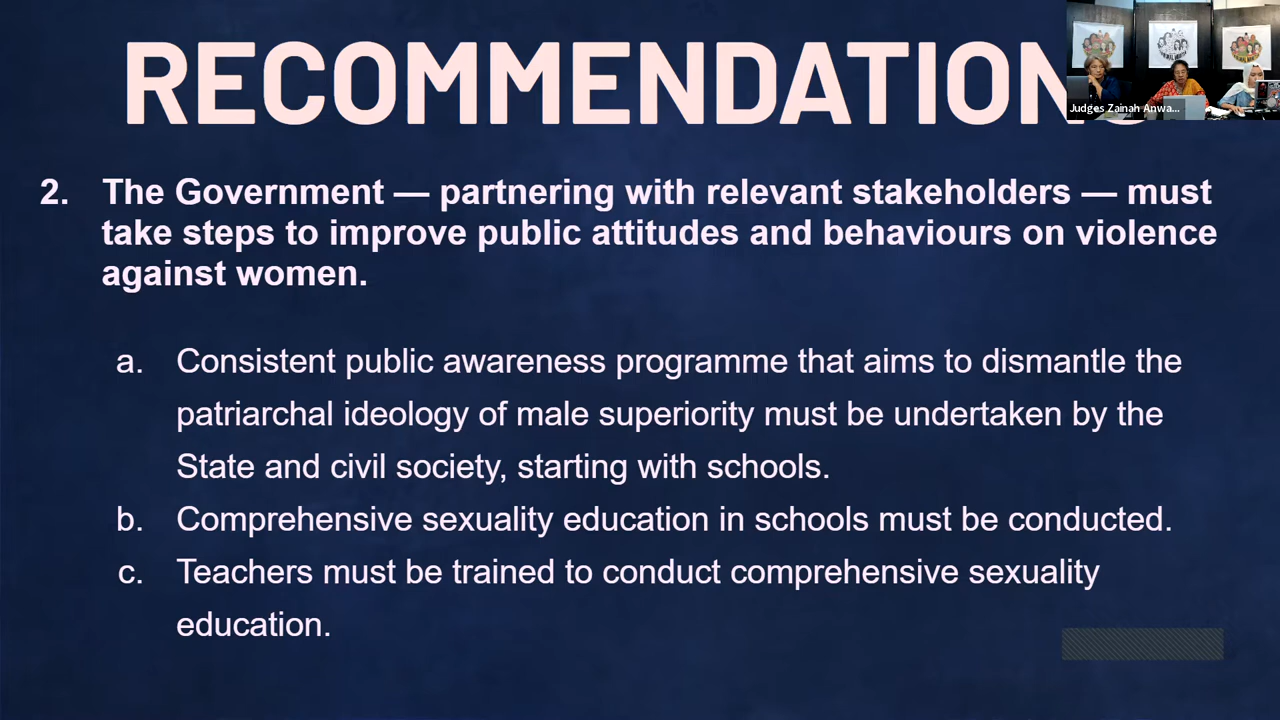 RECOMMENDATIONS
Judges Zainah Anwa...
2. The Government — partnering with relevant stakeholders — must
take steps to improve public attitudes and behaviours on violence
against women.
a. Consistent public awareness programme that aims to dismantle the
patriarchal ideology of male superiority must be undertaken by the
State and civil society, starting with schools.
b. Comprehensive sexuality education in schools must be conducted.
c. Teachers must be trained to conduct comprehensive sexuality
education.